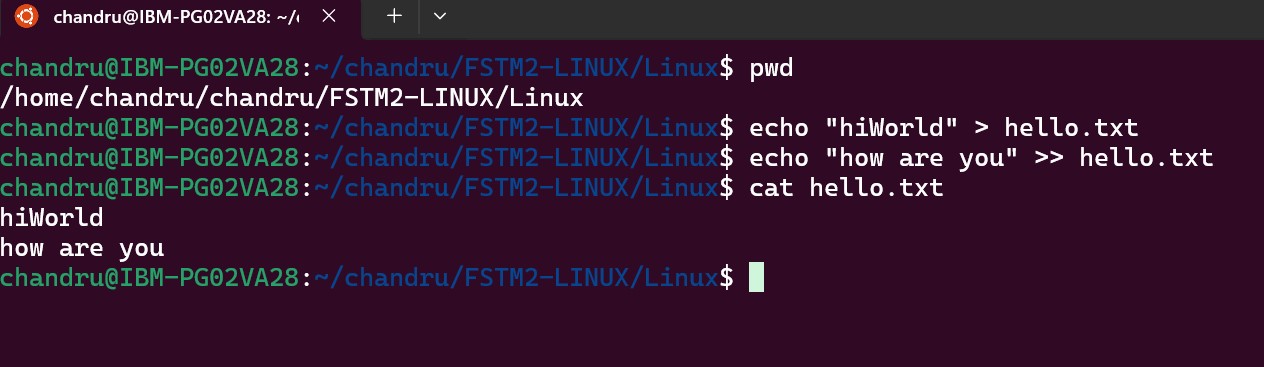 chandru@IBM-PG02VA28: ~/c
chandru@IBM-PG02VA28:~/chandru/FSTM2-LINUX/Linux$ pwd
/home/chandru/chandru/FSTM2-LINUX/Linux
chandru@IBM-PG02VA28:~/chandru/FSTM2-LINUX/Linux$ echo "hiWorld" > hello.txt
chandru@IBM-PG02VA28:~/chandru/FSTM2-LINUX/Linux$ echo "how are you" >> hello.txt
chandru@IBM-PG02VA28:~/chandru/FSTM2-LINUX/Linux$ cat hello.txt
hiWorld
how are you
chandru@IBM-PG02VA28:~/chandru/FSTM2-LINUX/Linux$